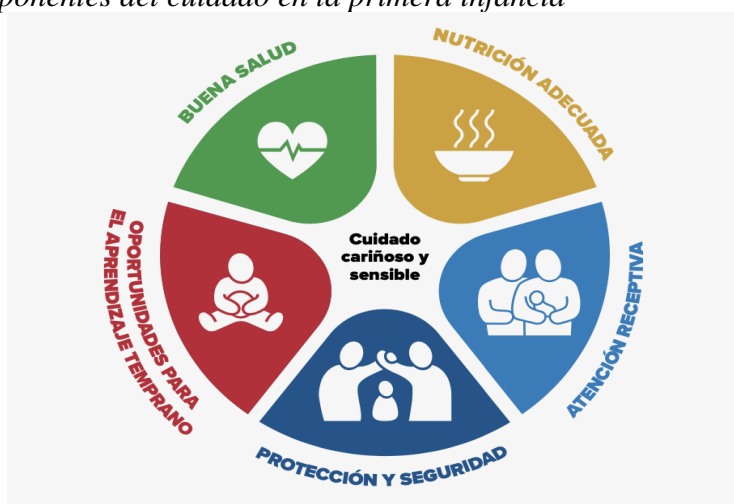 ponentes del cuidado en la primera infancia
BUENA SALUD
NUTRICIÓN ADECUADA
ATENCIÓN RECEPTIVA
PROTECCIÓN Y SEGURIDAD
OPORTUNIDADES PARA
EL APRENDIZAJE TEMPRANO
Cuidado
cariñoso y
sensible